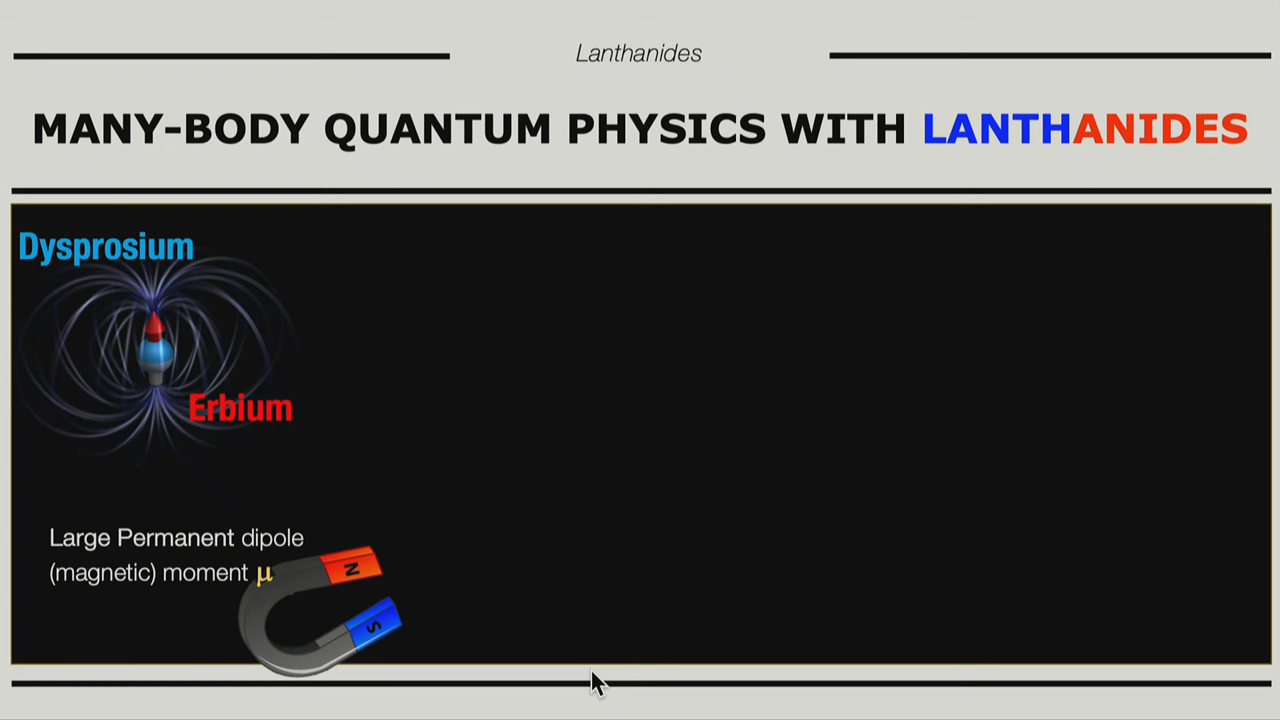 Lanthanides
MANY-BODY QUANTUM PHYSICS WITH LANTHANIDES
Dysprosium
Erbium
Large Permanent dipole
(magnetic) moment μ
N
S